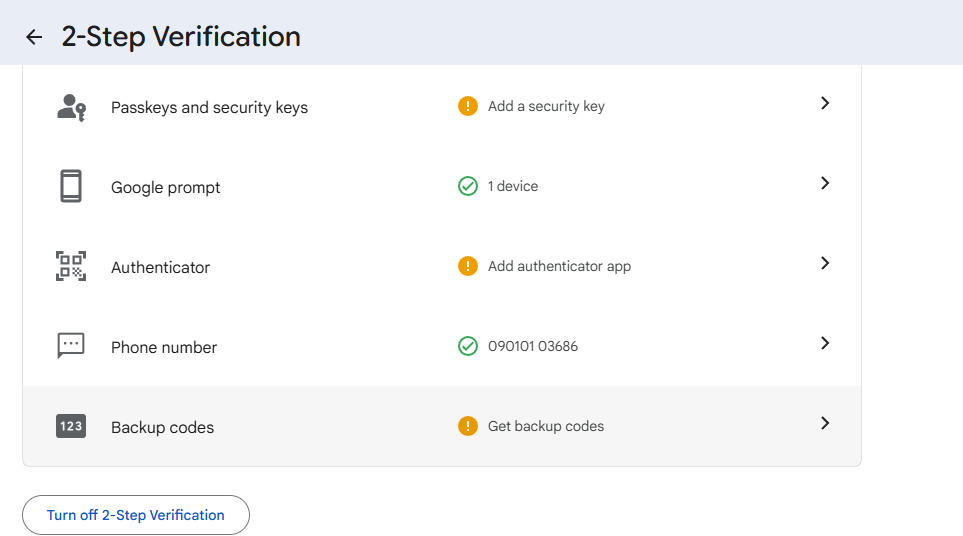 2-Step Verification
Passkeys and security keys
Add a security key
Google prompt
1 device
Authenticator
Add authenticator app
Phone number
090101 03686
123
Backup codes
Get backup codes
Turn off 2-Step Verification